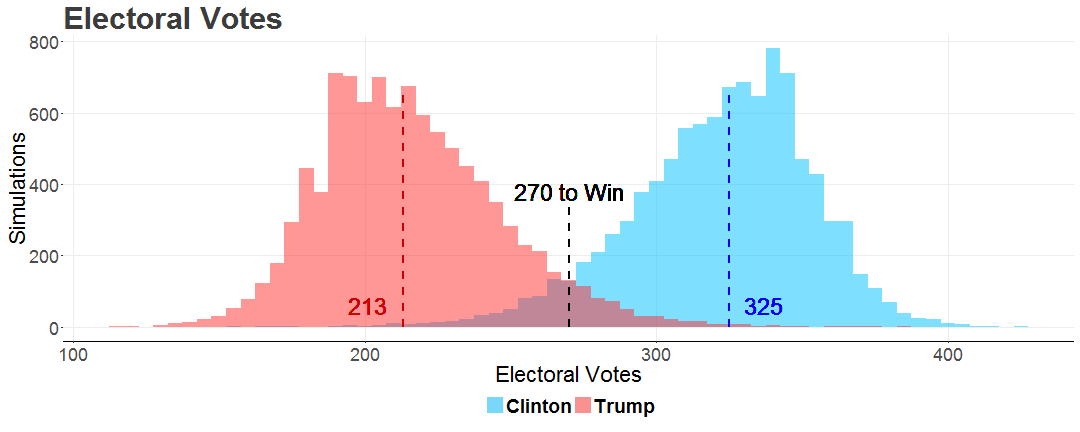 Electoral Votes
800
600
400
200
0
Simulations
270 to Win
213
325
100 200 300 400
Electoral Votes
Clinton Trump